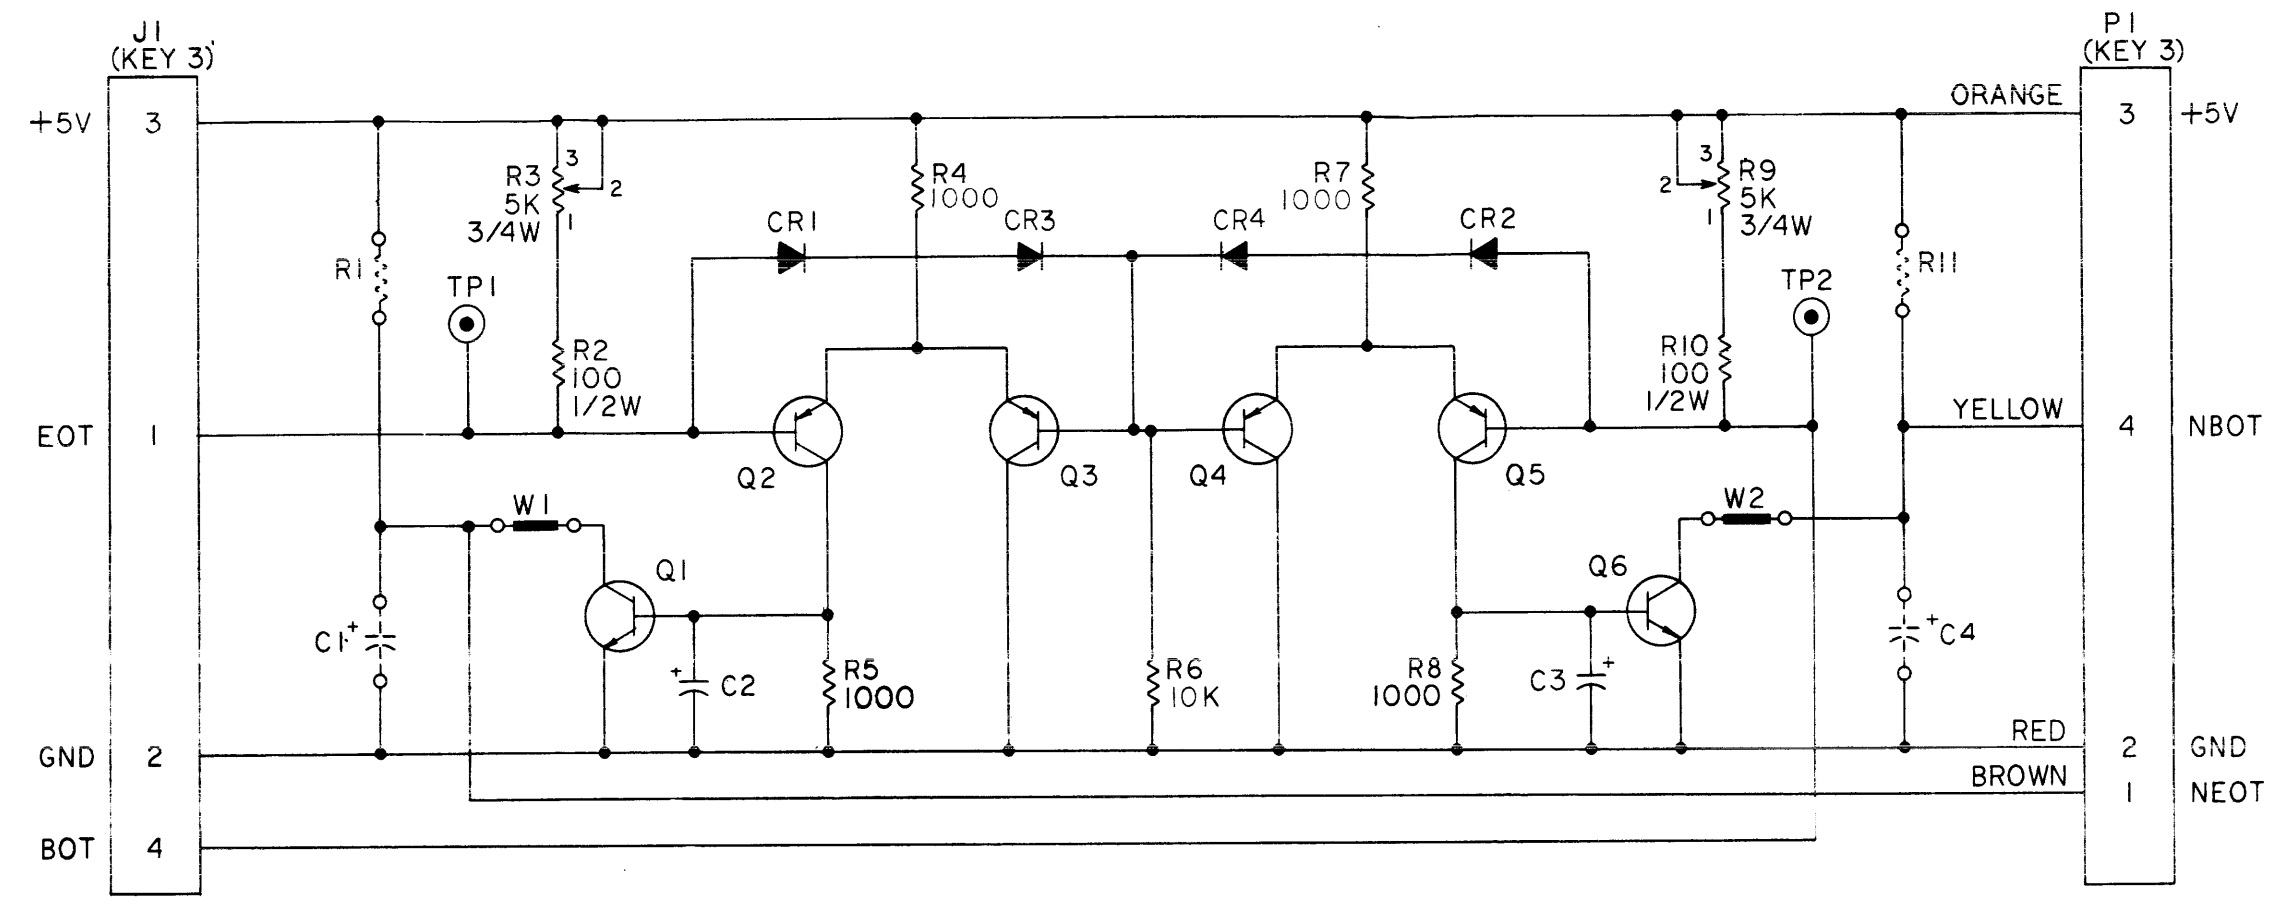 J1
(KEY 3)
P1
(KEY 3)
+5V
3
ORANGE
3
+5V
R3
5K
3/4W
3
2
1
R4
1000
R7
1000
2
3
1
R9
5K
3/4W
CR1
CR3
CR4
CR2
R1
TP1
TP2
R11
R2
100
1/2W
R10
100
1/2W
EOT
1
YELLOW
4
NBOT
Q2
Q3
Q4
Q5
W1
W2
Q1
Q6
C1
+
+
C2
R5
1000
R6
10K
R8
1000
C3
+
+
C4
GND
2
RED
2
GND
BROWN
1
NEOT
BOT
4